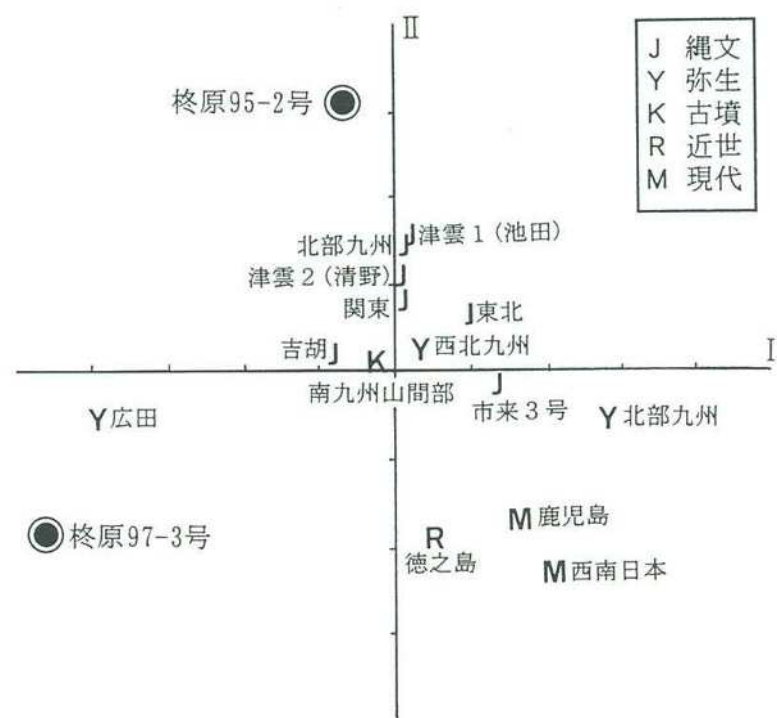 II
J 縄文
Y 弥生
K 古墳
R 近世
M 現代
柊原95-2号
J 津雲1(池田)
北部九州 J
津雲2(清野) J
関東 J
J 東北
吉胡 J
Y 西北九州
I
K
南九州山間部
J
市来3号
Y 広田
Y 北部九州
柊原97-3号
M 鹿児島
R
徳之島
M 西南日本